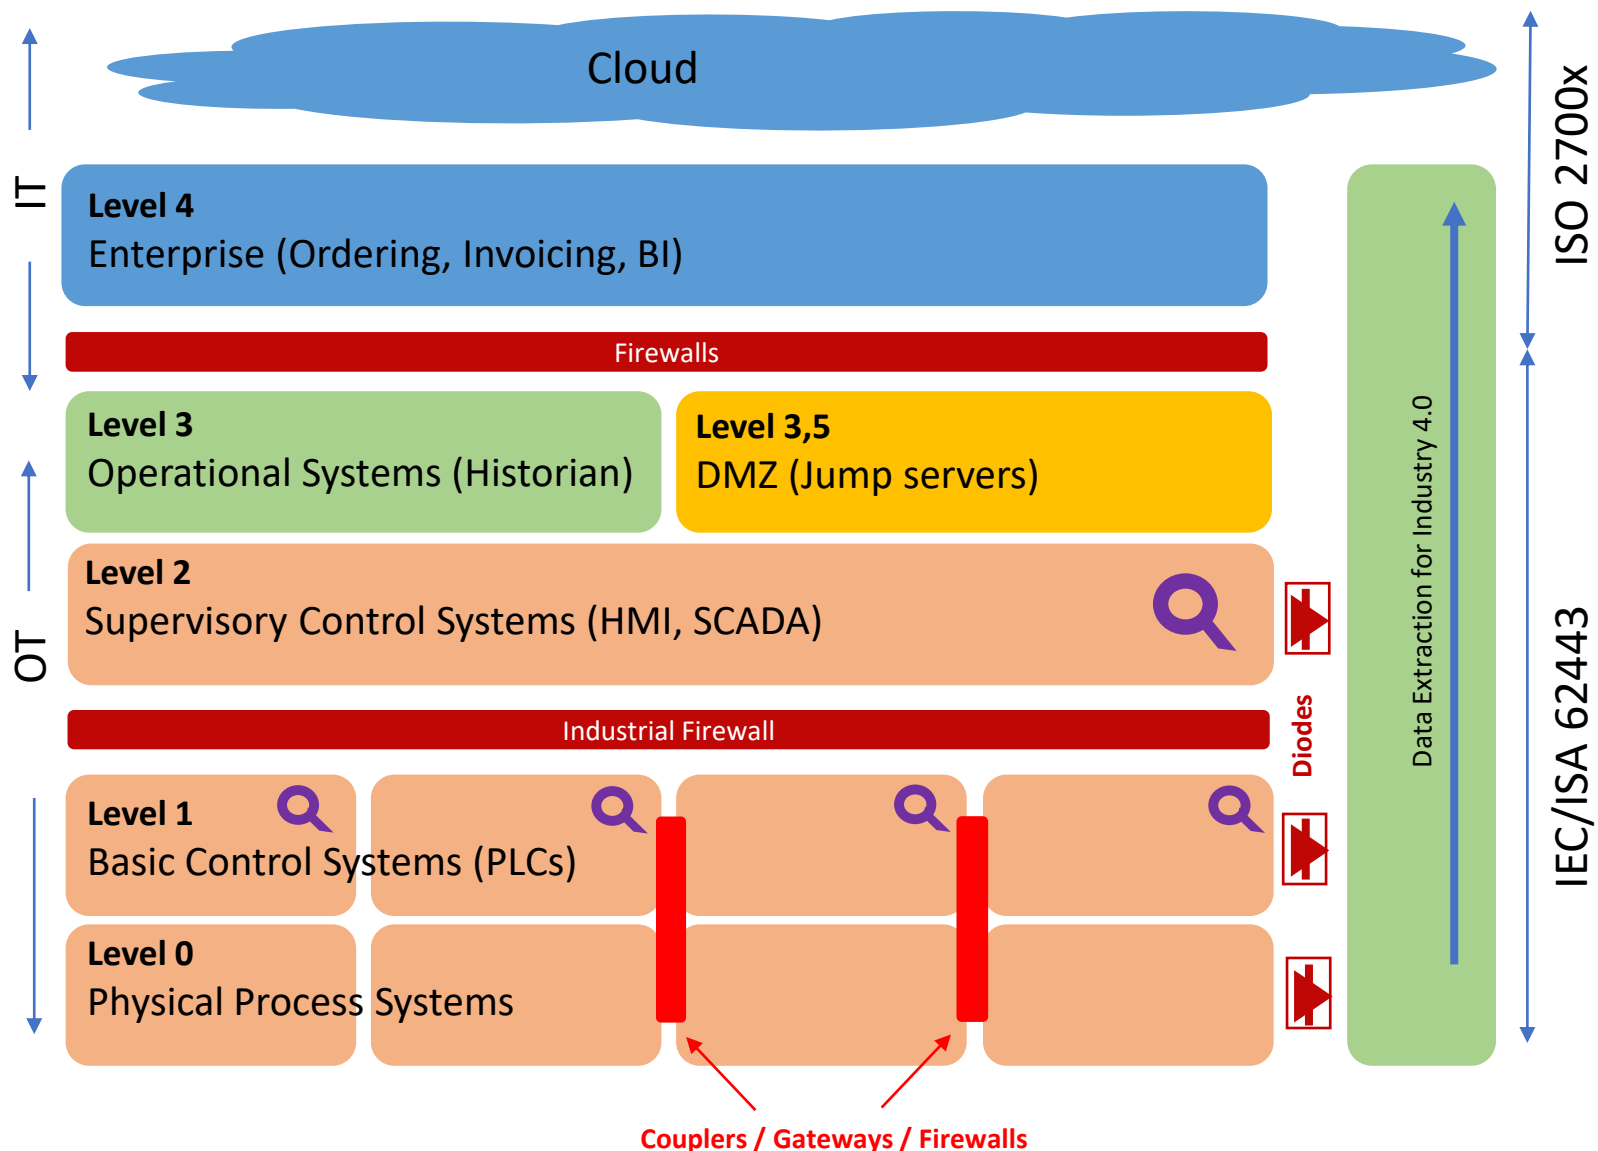 Cloud
IT
ISO 2700x
Level 4
Enterprise (Ordering, Invoicing, BI)
Firewalls
Level 3
Operational Systems (Historian)
Level 3,5
DMZ (Jump servers)
Data Extraction for Industry 4.0
OT
Level 2
Supervisory Control Systems (HMI, SCADA)
IEC/ISA 62443
Industrial Firewall
Diodes
Level 1
Basic Control Systems (PLCs)
Level 0
Physical Process Systems
Couplers / Gateways / Firewalls